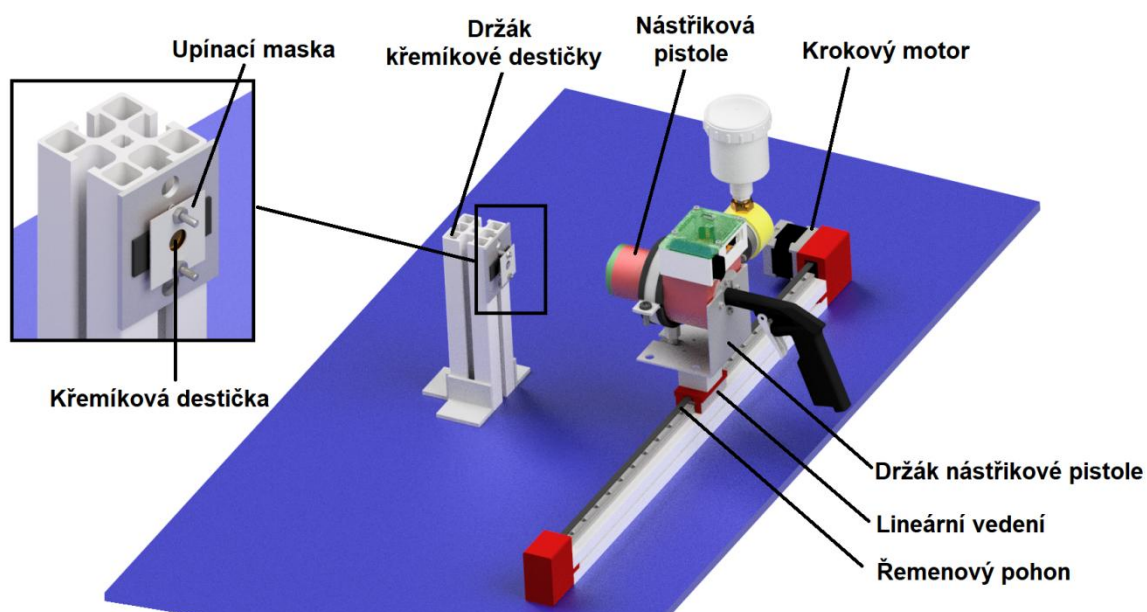 Upínací maska
Držák
křemíkové destičky
Nástřiková
pistole
Krokový motor
Křemíková destička
Držák nástřikové pistole
Lineární vedení
Řemenový pohon